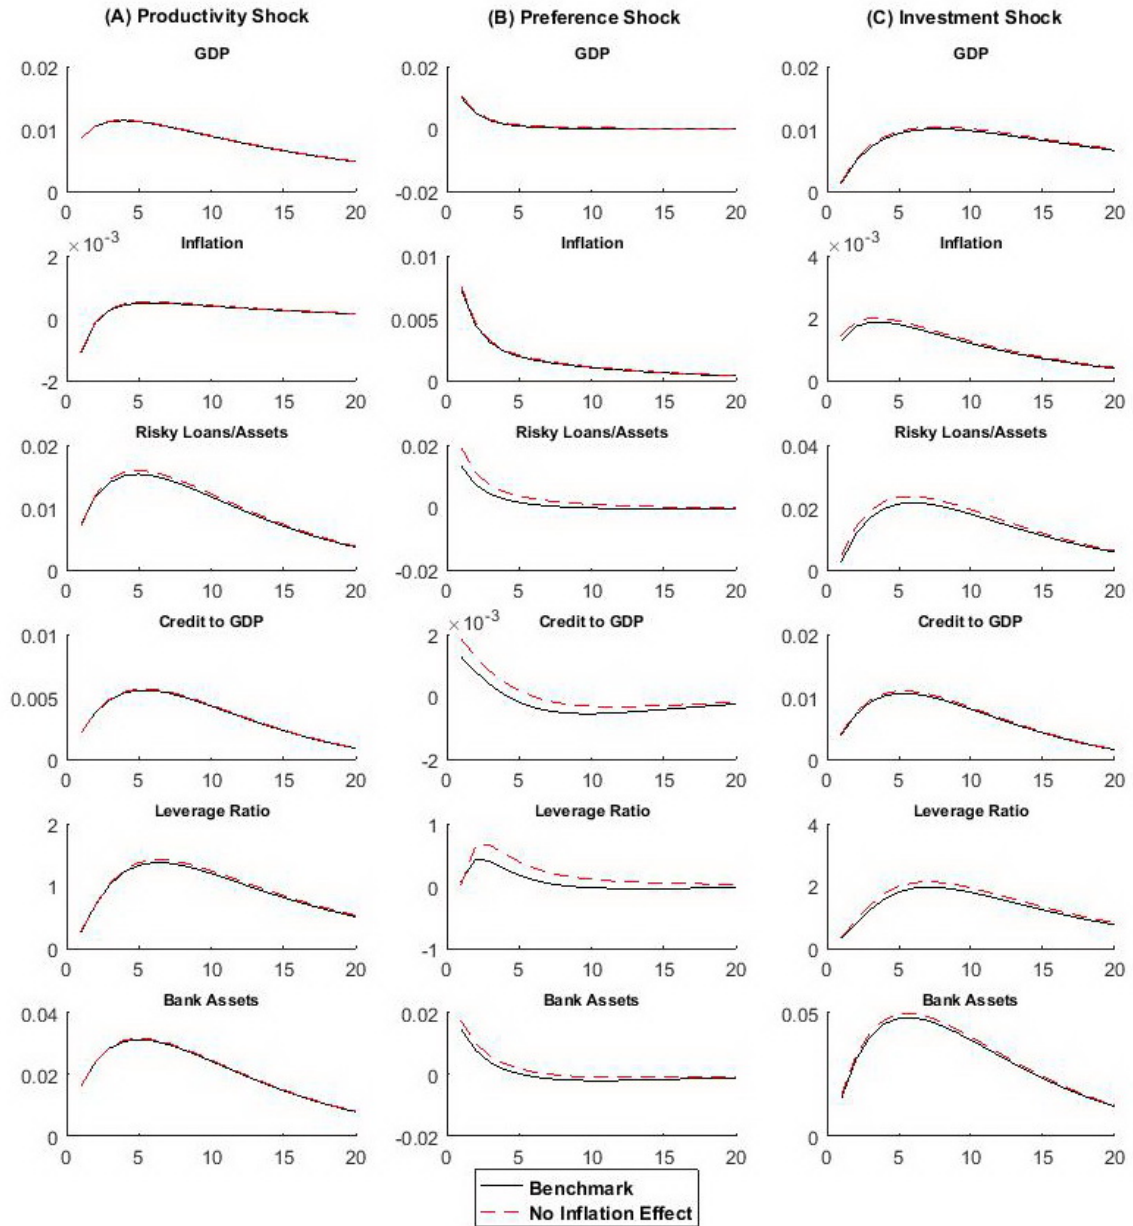 (A) Productivity Shock (B) Preference Shock (C) Investment Shock
GDP GDP GDP
0.02 0.02 0.02
0.01 0 0.01
0 -0.02 0
0 5 10 15 20 0 5 10 15 20 0 5 10 15 20
× 10⁻³ Inflation Inflation × 10⁻³ Inflation
2 0.01 4
0 0.005 2
-2 0 0
0 5 10 15 20 0 5 10 15 20 0 5 10 15 20
Risky Loans/Assets Risky Loans/Assets Risky Loans/Assets
0.02 0.02 0.04
0.01 0 0.02
0 -0.02 0
0 5 10 15 20 0 5 10 15 20 0 5 10 15 20
Credit to GDP × 10⁻³ Credit to GDP Credit to GDP
0.01 2 0.02
0.005 0 0.01
0 -2 0
0 5 10 15 20 0 5 10 15 20 0 5 10 15 20
Leverage Ratio Leverage Ratio Leverage Ratio
2 1 4
1 0 2
0 -1 0
0 5 10 15 20 0 5 10 15 20 0 5 10 15 20
Bank Assets Bank Assets Bank Assets
0.04 0.02 0.05
0.02 0
0 -0.02 0
0 5 10 15 20 0 5 10 15 20 0 5 10 15 20
Benchmark
No Inflation Effect